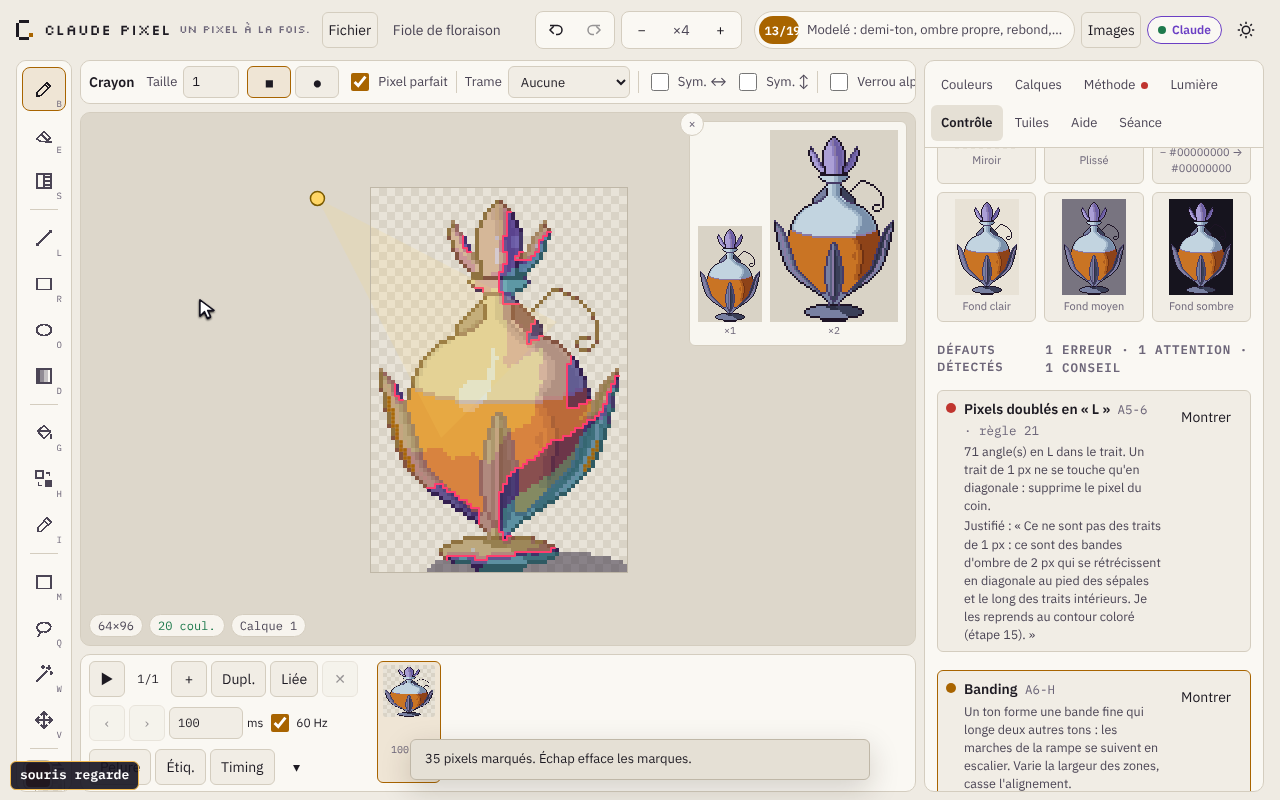 CLAUDE PIXEL UN PIXEL À LA FOIS.
Fichier
Fiole de floraison
− ×4 +
13/19 Modelé : demi-ton, ombre propre, rebond,…
Images
Claude
Crayon Taille 1
Pixel parfait
Trame Aucune
Sym. ↔ Sym. ↕ Verrou alp
B
E
S
L
R
O
D
G
H
I
M
Q
W
V
×
×1
×2
64×96 20 coul. Calque 1
Couleurs Calques Méthode Lumière
Contrôle Tuiles Aide Séance
Miroir
Plissé
– #00000000 →
#00000000
Fond clair
Fond moyen
Fond sombre
DÉFAUTS
DÉTECTÉS
1 ERREUR · 1 ATTENTION ·
1 CONSEIL
Pixels doublés en « L » A5-6
· règle 21
Montrer
71 angle(s) en L dans le trait. Un
trait de 1 px ne se touche qu'en
diagonale : supprime le pixel du
coin.
Justifié : « Ce ne sont pas des traits
de 1 px : ce sont des bandes
d'ombre de 2 px qui se rétrécissent
en diagonale au pied des sépales
et le long des traits intérieurs. Je
les reprends au contour coloré
(étape 15). »
Banding A6-H
Montrer
Un ton forme une bande fine qui
longe deux autres tons : les
marches de la rampe se suivent en
escalier. Varie la largeur des zones,
casse l'alignement.
1/1 + Dupl. Liée ×
‹ › 100 ms 60 Hz
Étiq. Timing
100
35 pixels marqués. Échap efface les marques.
souris regarde